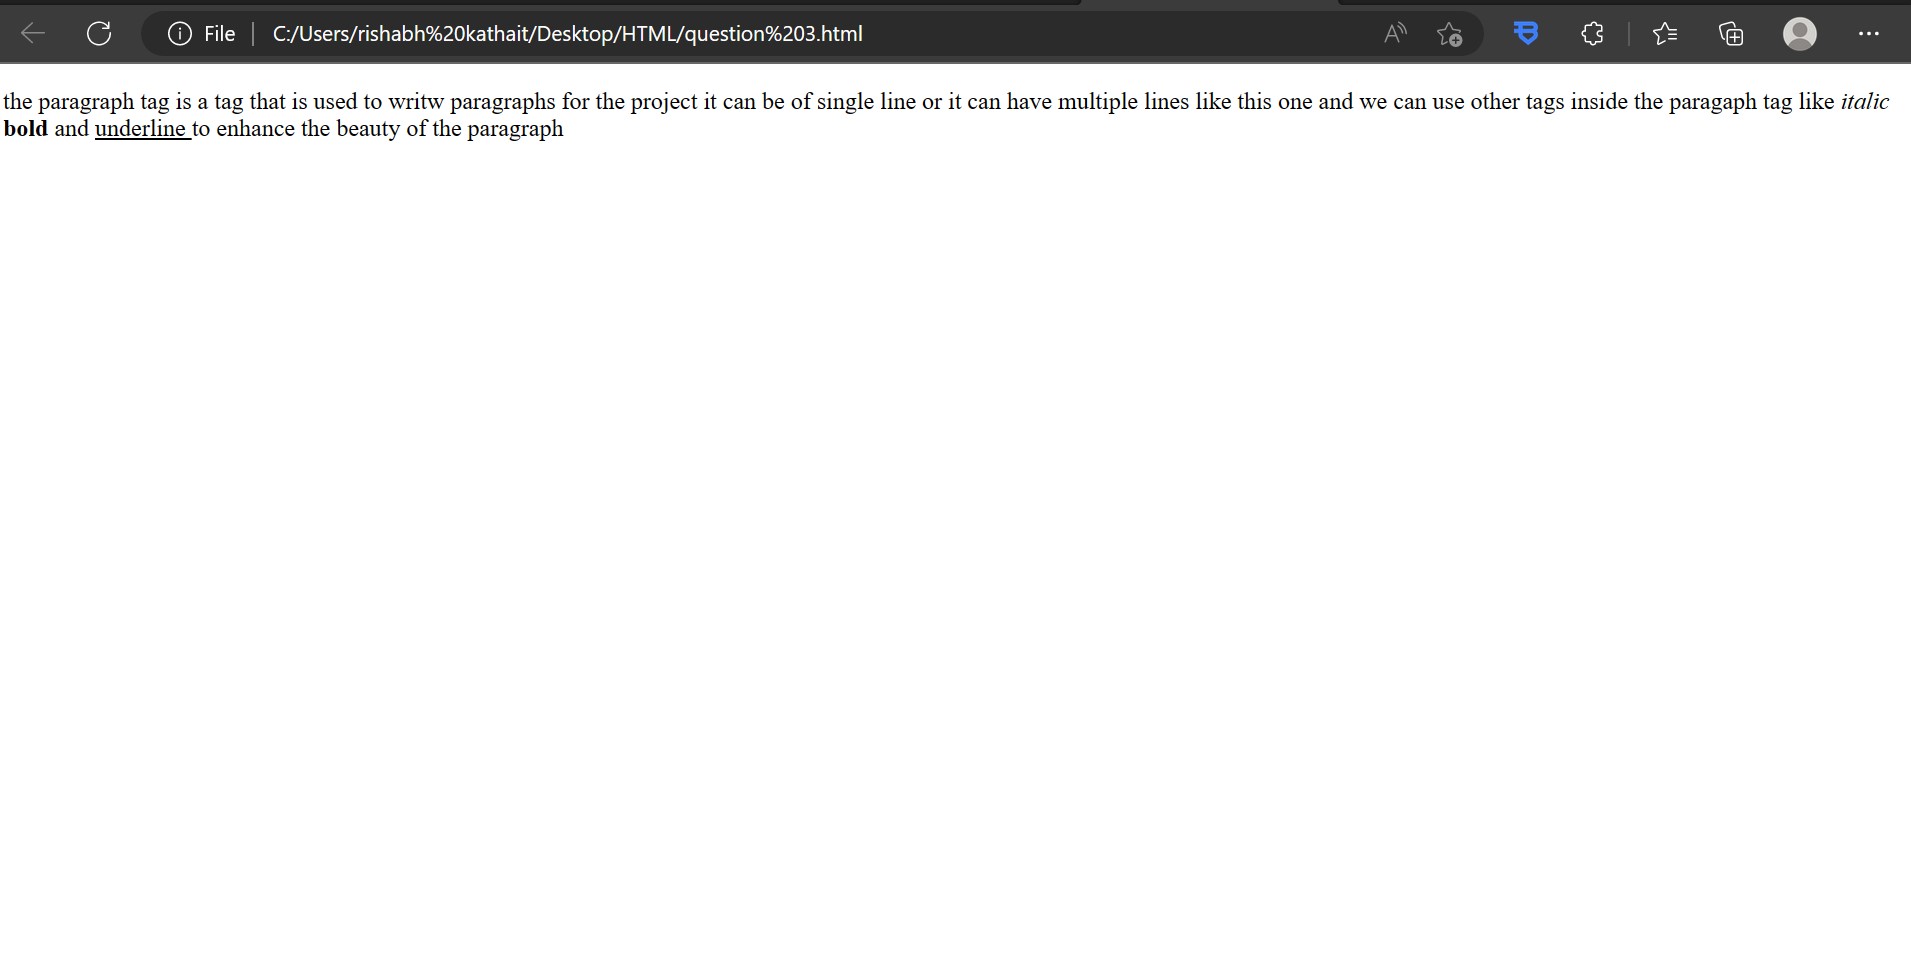 File C:/Users/rishabh%20kathait/Desktop/HTML/question%203.html
the paragraph tag is a tag that is used to writw paragraphs for the project it can be of single line or it can have multiple lines like this one and we can use other tags inside the paragaph tag like italic
bold and underline to enhance the beauty of the paragraph